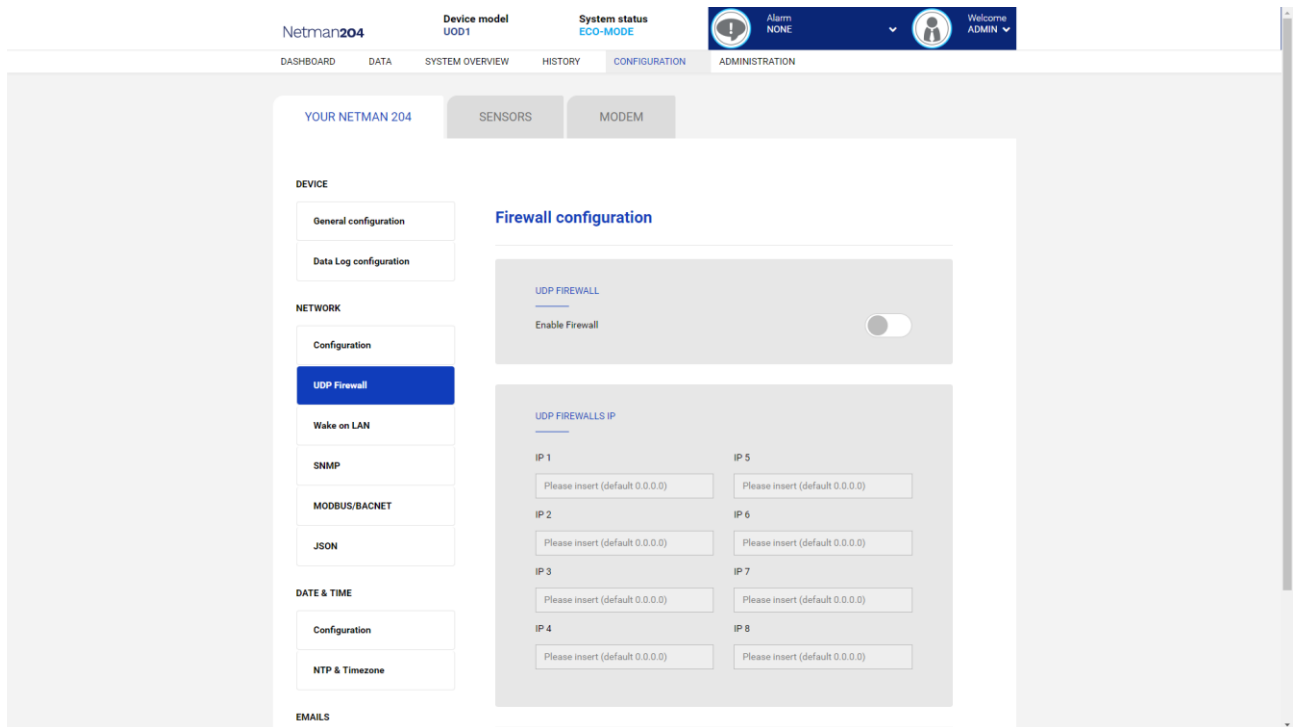 Netman204
Device model
UOD1
System status
ECO-MODE
Alarm
NONE
Welcome
ADMIN
DASHBOARD DATA SYSTEM OVERVIEW HISTORY CONFIGURATION ADMINISTRATION
YOUR NETMAN 204 SENSORS MODEM
DEVICE
General configuration
Data Log configuration
NETWORK
Configuration
UDP Firewall
Wake on LAN
SNMP
MODBUS/BACNET
JSON
DATE & TIME
Configuration
NTP & Timezone
EMAILS
Firewall configuration
UDP FIREWALL
Enable Firewall
UDP FIREWALLS IP
IP 1 IP 5
Please insert (default 0.0.0.0) Please insert (default 0.0.0.0)
IP 2 IP 6
Please insert (default 0.0.0.0) Please insert (default 0.0.0.0)
IP 3 IP 7
Please insert (default 0.0.0.0) Please insert (default 0.0.0.0)
IP 4 IP 8
Please insert (default 0.0.0.0) Please insert (default 0.0.0.0)